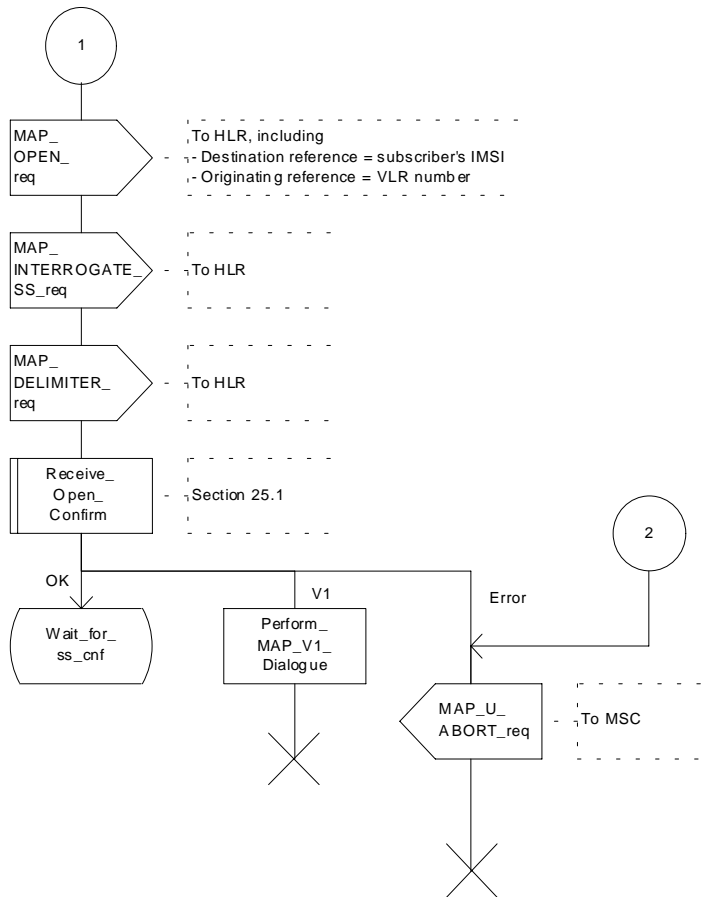 1
MAP_
OPEN_
req
To HLR, including
- Destination reference = subscriber's IMSI
- Originating reference = VLR number
MAP_
INTERROGATE_
SS_req
To HLR
MAP_
DELIMITER_
req
To HLR
Receive_
Open_
Confirm
Section 25.1
2
OK
V1
Error
Wait_for_
ss_cnf
Perform_
MAP_V1_
Dialogue
MAP_U_
ABORT_req
To MSC